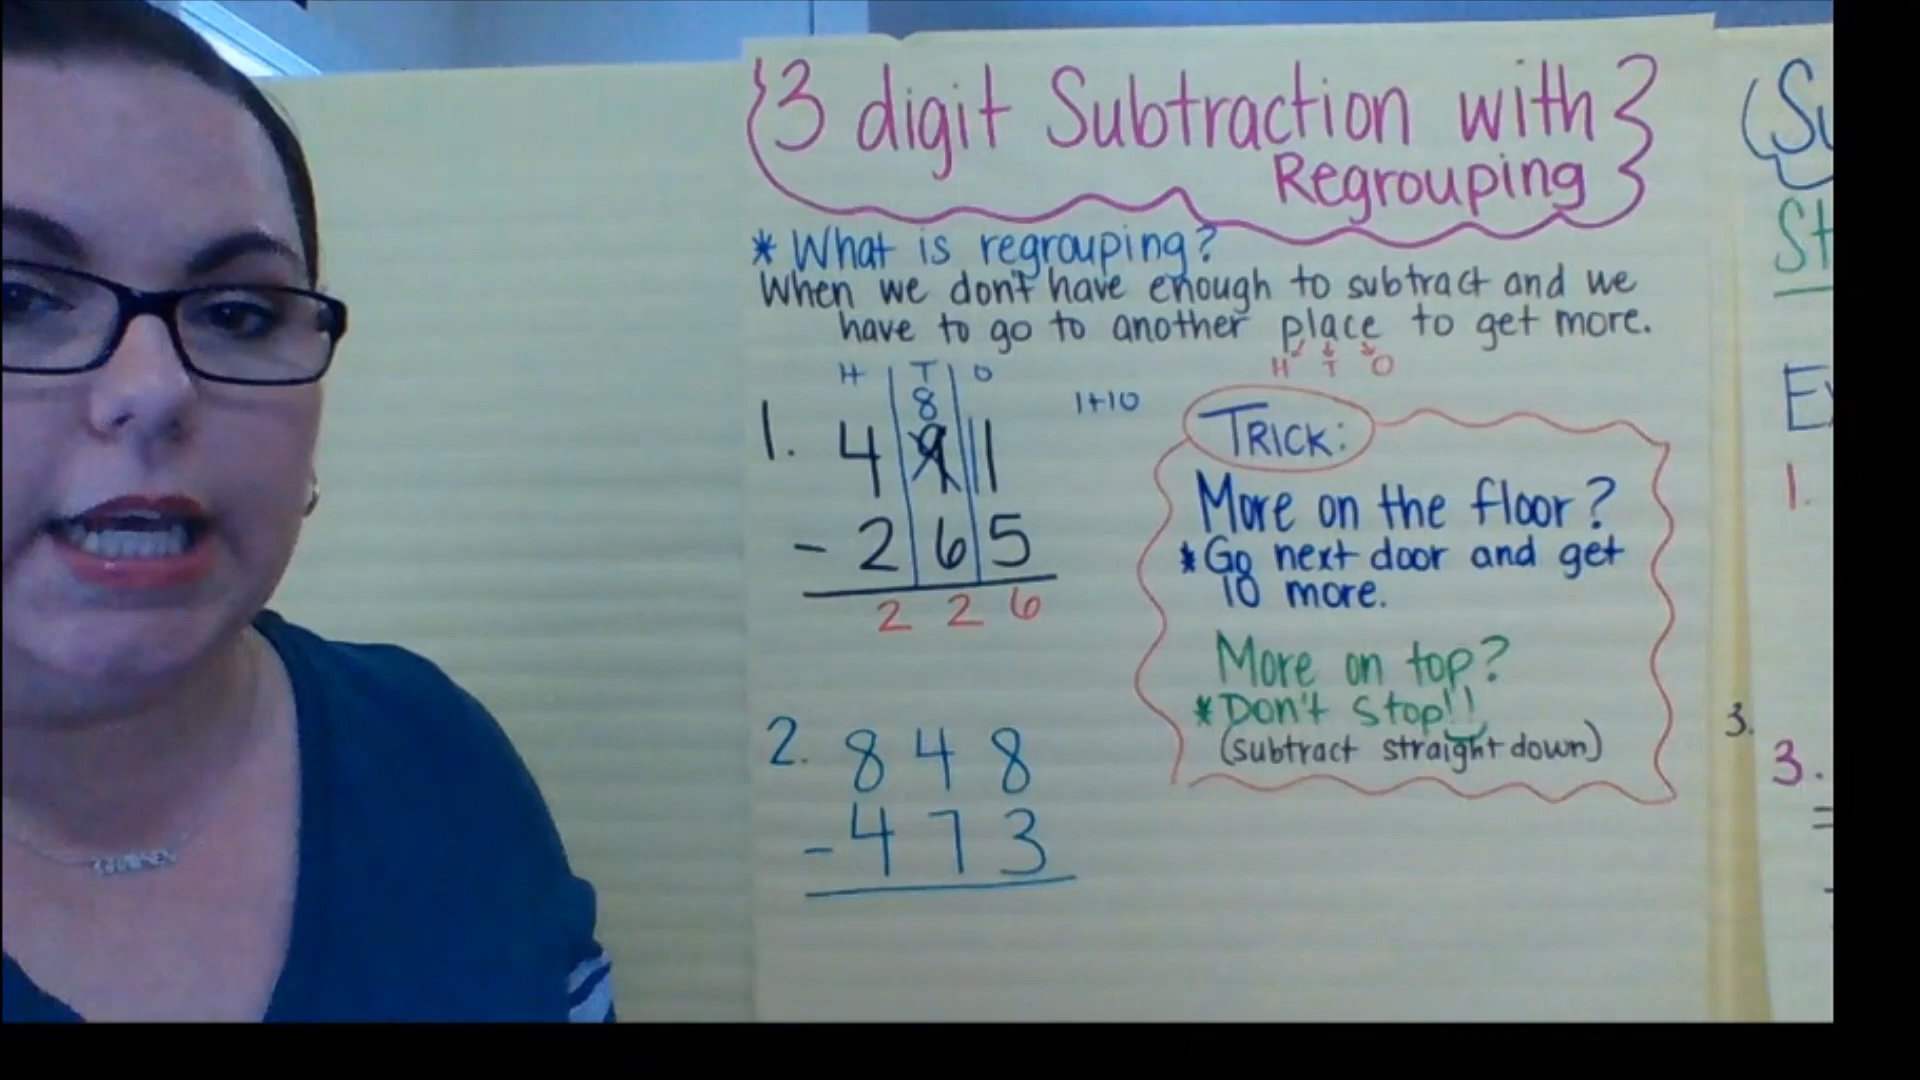 3 digit Subtraction with
Regrouping
* What is regrouping?
When we don't have enough to subtract and we
have to go to another place to get more.
H T O
H T O
8
1+10
1. 4 9 11
- 2 6 5
2 2 6
2. 8 4 8
- 4 7 3
TRICK:
More on the floor?
* Go next door and get
10 more.
More on top?
* Don't Stop!!
(subtract straight down)
(Su
St
Ex
1.
3.
3.